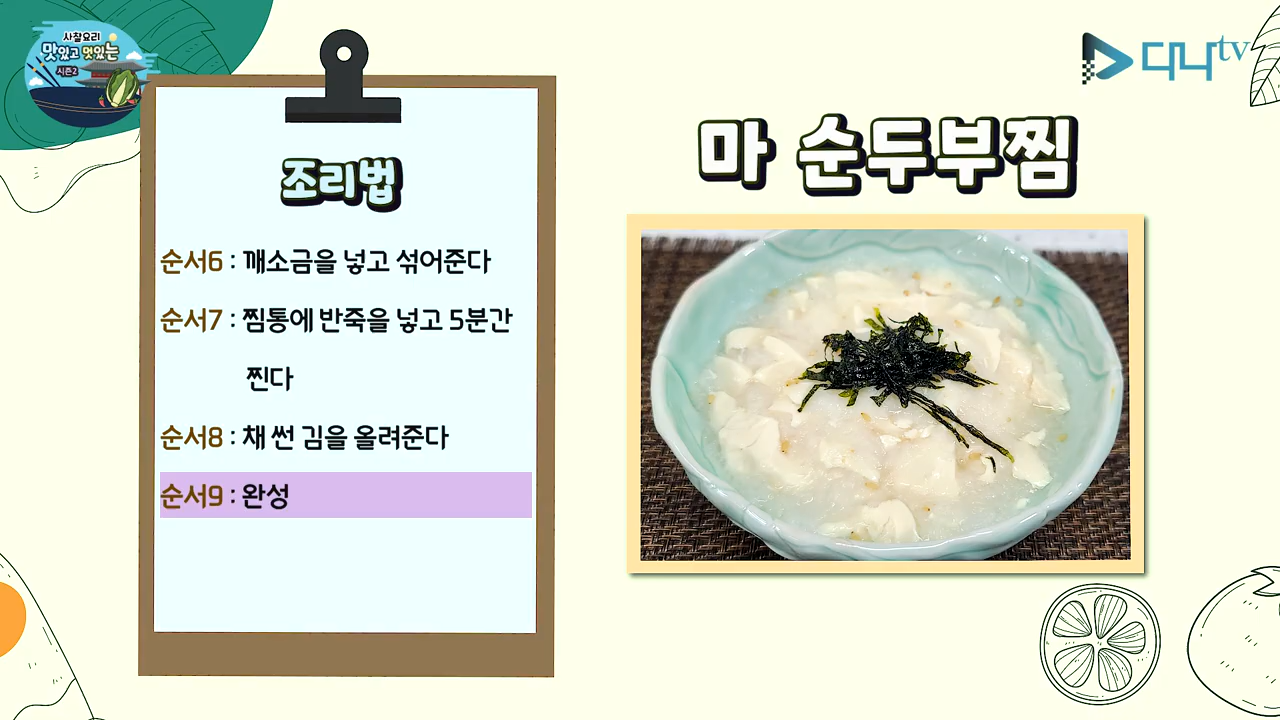 사찰요리
맛있고 멋있는
시즌2
디나tv
조리법
순서6 : 깨소금을 넣고 섞어준다
순서7 : 찜통에 반죽을 넣고 5분간
찐다
순서8 : 채 썬 김을 올려준다
순서9 : 완성
마 순두부찜